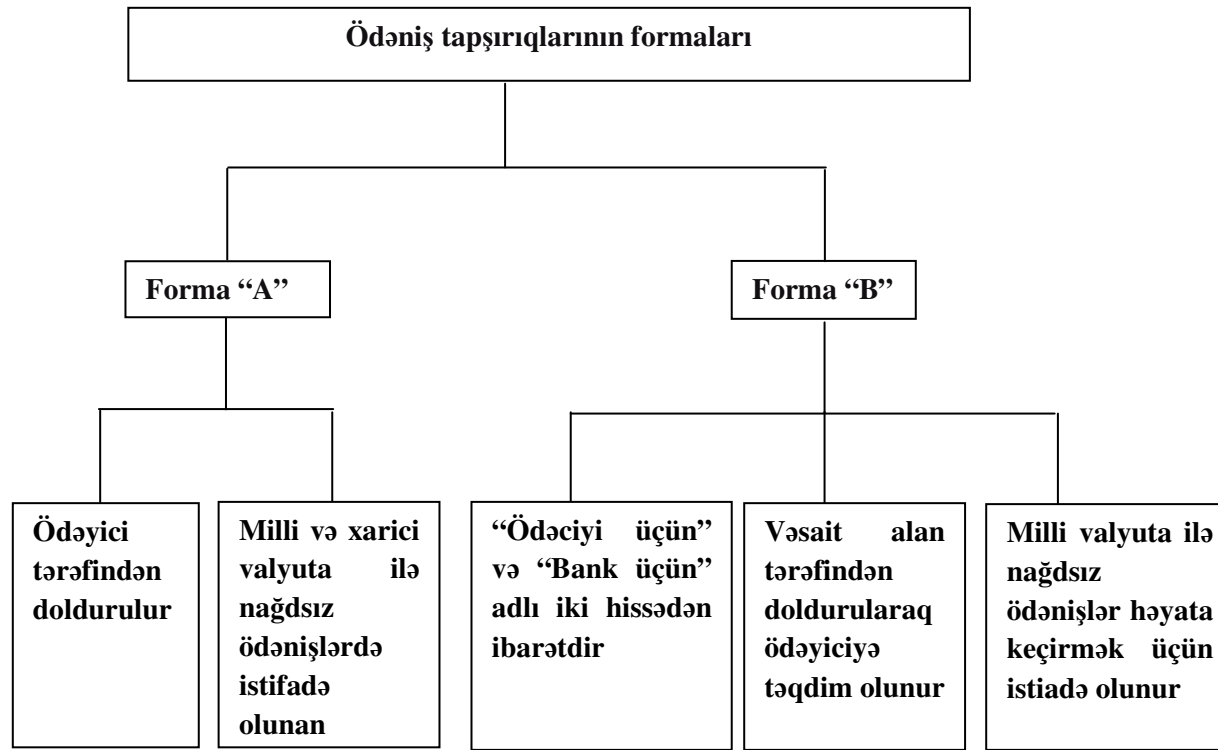 Ödəniş tapşırıqlarının formaları
Forma “A”
Forma “B”
Ödəyici
tərəfindən
doldurulur
Milli və xarici
valyuta ilə
nağdsız
ödənişlərdə
istifadə
olunan
“Ödəciyi üçün”
və “Bank üçün”
adlı iki hissədən
ibarətdir
Vəsait alan
tərəfindən
doldurularaq
ödəyiciyə
təqdim olunur
Milli valyuta ilə
nağdsız
ödənişlər həyata
keçirmək üçün
istiadə olunur